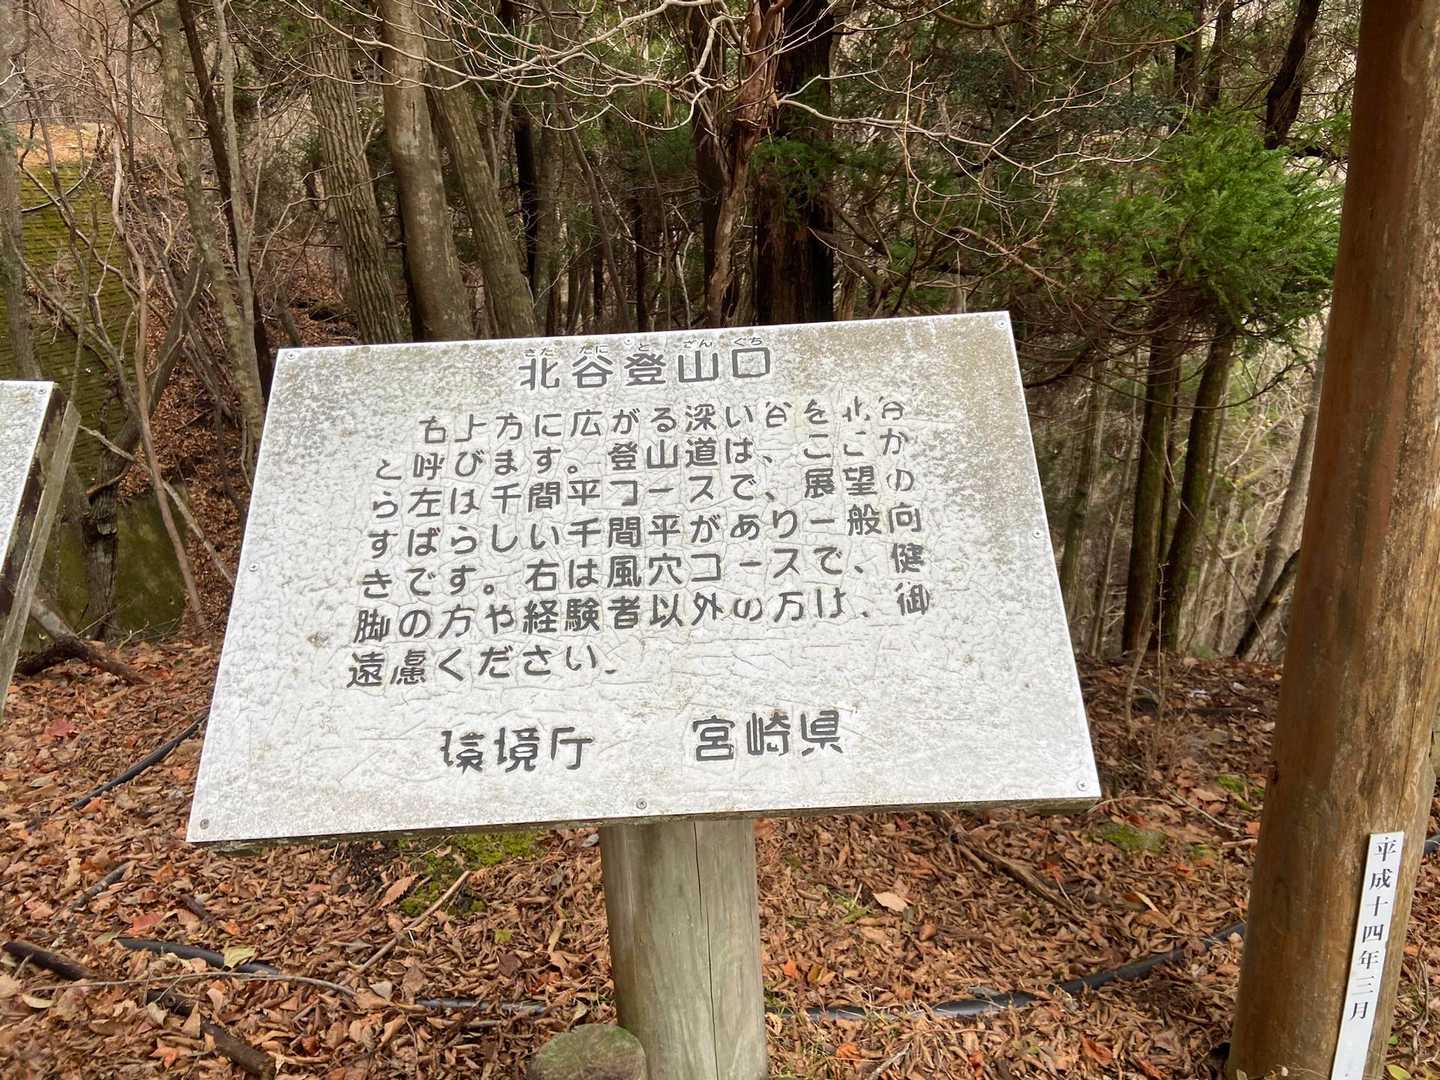 きた たに と ざん ぐち
北谷登山口
右上方に広がる深い谷を北谷
と呼びます。登山道は、ここか
ら左は千間平コースで、展望の
すばらしい千間平があり一般向
きです。右は風穴コースで、健
脚の方や経験者以外の方は、御
遠慮ください。
環境庁 宮崎県
平成十四年三月